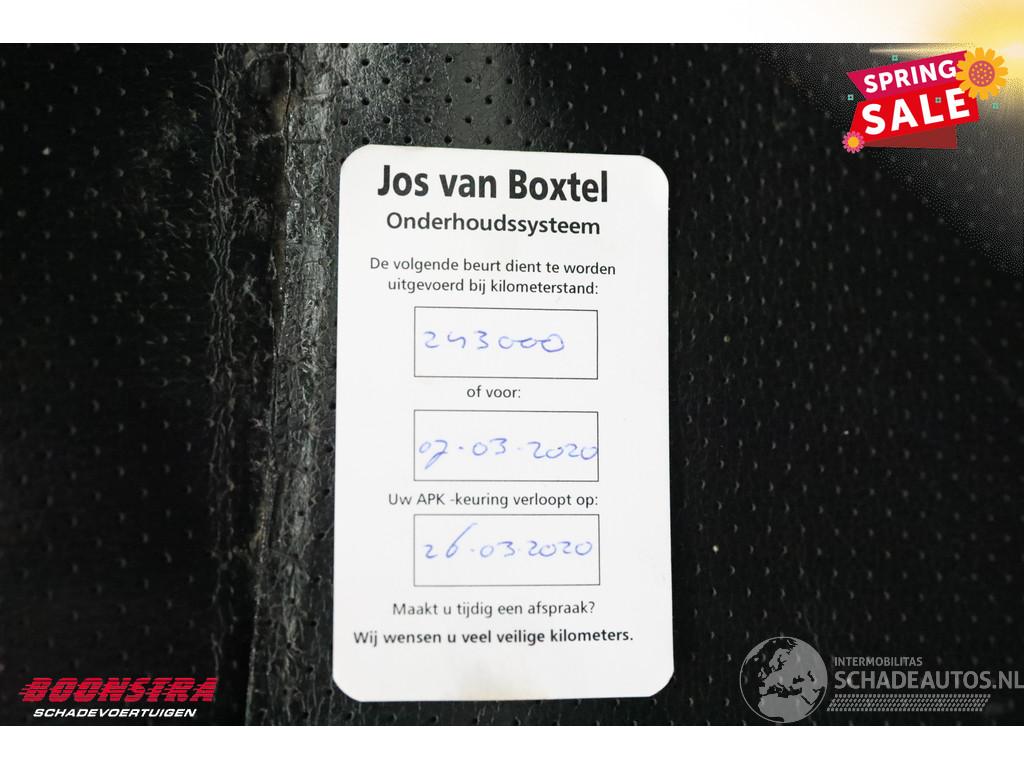 SPRING
SALE
Jos van Boxtel
Onderhoudssysteem
De volgende beurt dient te worden
uitgevoerd bij kilometerstand:
243000
of voor:
07-03-2020
Uw APK -keuring verloopt op:
26-03-2020
Maakt u tijdig een afspraak?
Wij wensen u veel veilige kilometers.
BOONSTRA
SCHADEVOERTUIGEN
INTERMOBILITAS
SCHADEAUTOS.NL